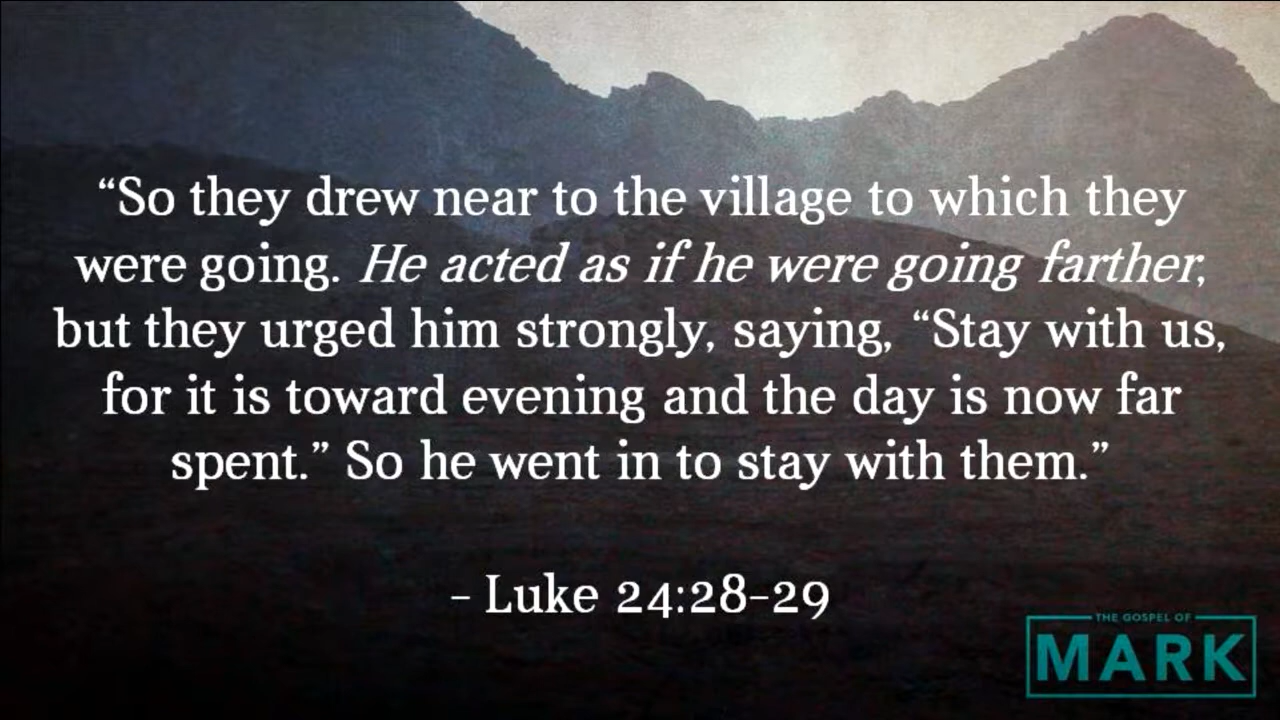 “So they drew near to the village to which they
were going. He acted as if he were going farther,
but they urged him strongly, saying, “Stay with us,
for it is toward evening and the day is now far
spent.” So he went in to stay with them.”
- Luke 24:28-29
THE GOSPEL OF
MARK